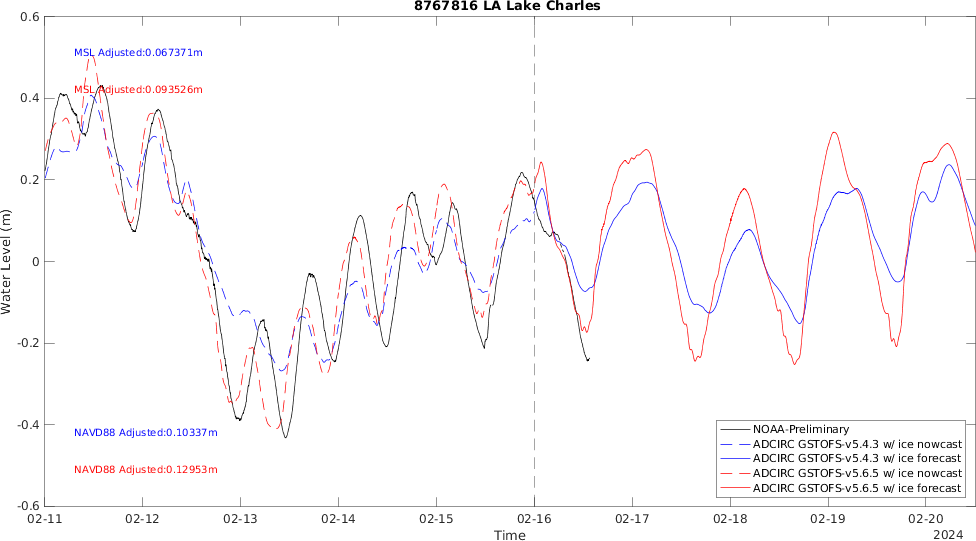 8767816 LA Lake Charles
0.6
MSL Adjusted:0.067371m
MSL Adjusted:0.093526m
0.4
0.2
0
-0.2
-0.4
-0.6
Water Level (m)
NAVD88 Adjusted:0.10337m
NAVD88 Adjusted:0.12953m
NOAA-Preliminary
ADCIRC GSTOFS-v5.4.3 w/ ice nowcast
ADCIRC GSTOFS-v5.4.3 w/ ice forecast
ADCIRC GSTOFS-v5.6.5 w/ ice nowcast
ADCIRC GSTOFS-v5.6.5 w/ ice forecast
02-11 02-12 02-13 02-14 02-15 02-16 02-17 02-18 02-19 02-20
Time
2024